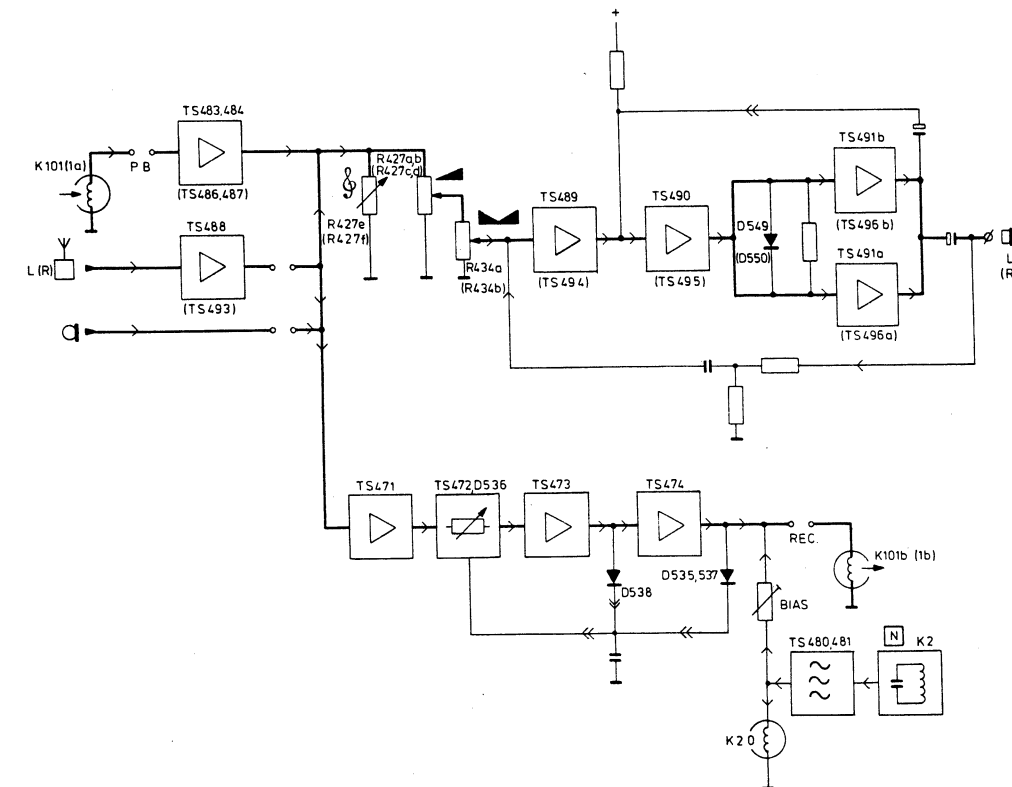 +
TS483,484
K101(1a)
PB
(TS486,487)
R427a,b
(R427c,d)
R427e
(R427f)
TS488
L (R)
(TS493)
R434a
(R434b)
TS489
(TS494)
TS490
(TS495)
D549
(D550)
TS491b
(TS496b)
TS491a
(TS496a)
L
(R
TS471
TS472,D536
TS473
TS474
REC.
K101b (1b)
D538
D535,537
BIAS
TS480,481
N K2
K20